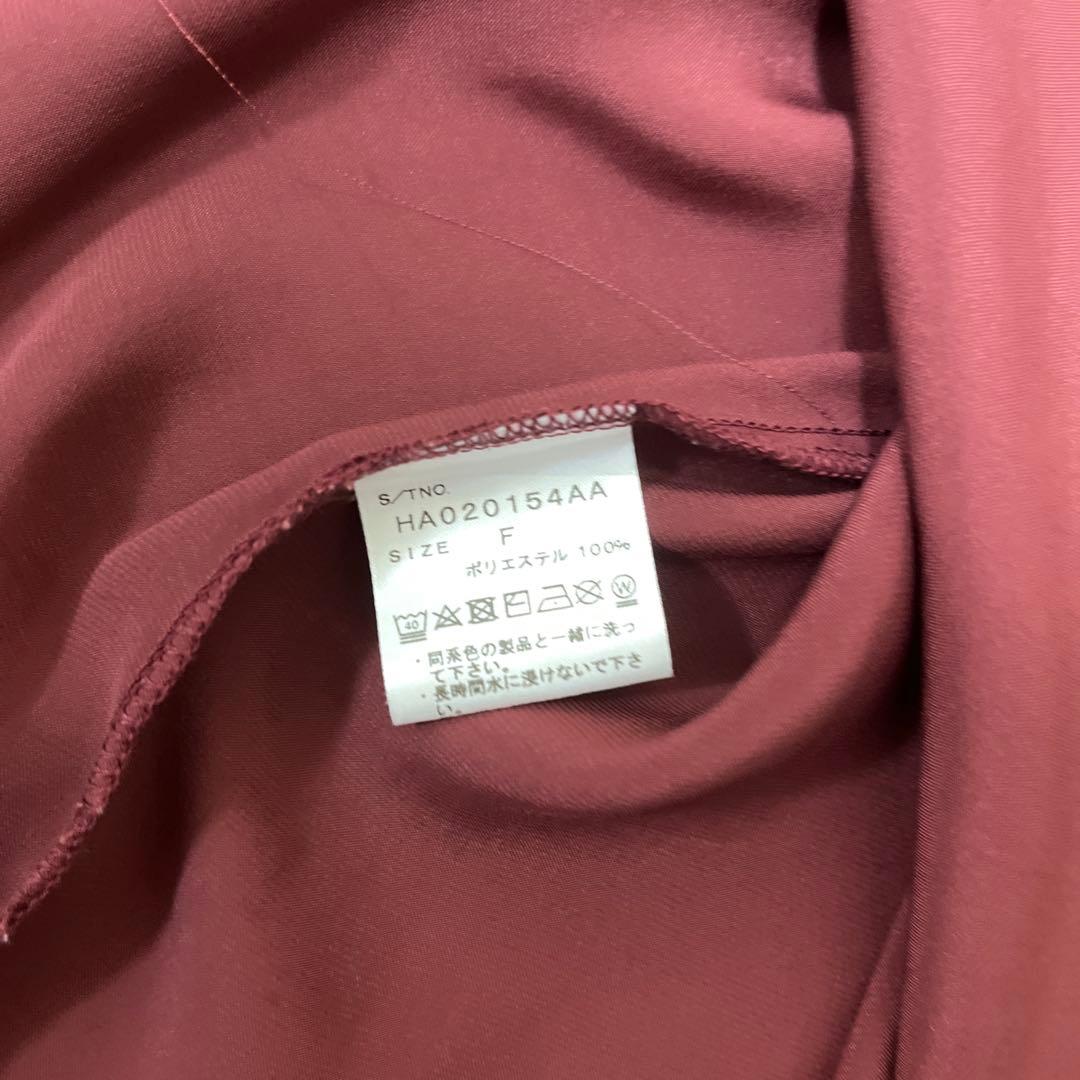 S/TNO.
HA020154AA
SIZE F
ポリエステル 100%
40 W
・同系色の製品と一緒に洗っ
て下さい。
・長時間水に浸けないで下さ
い。